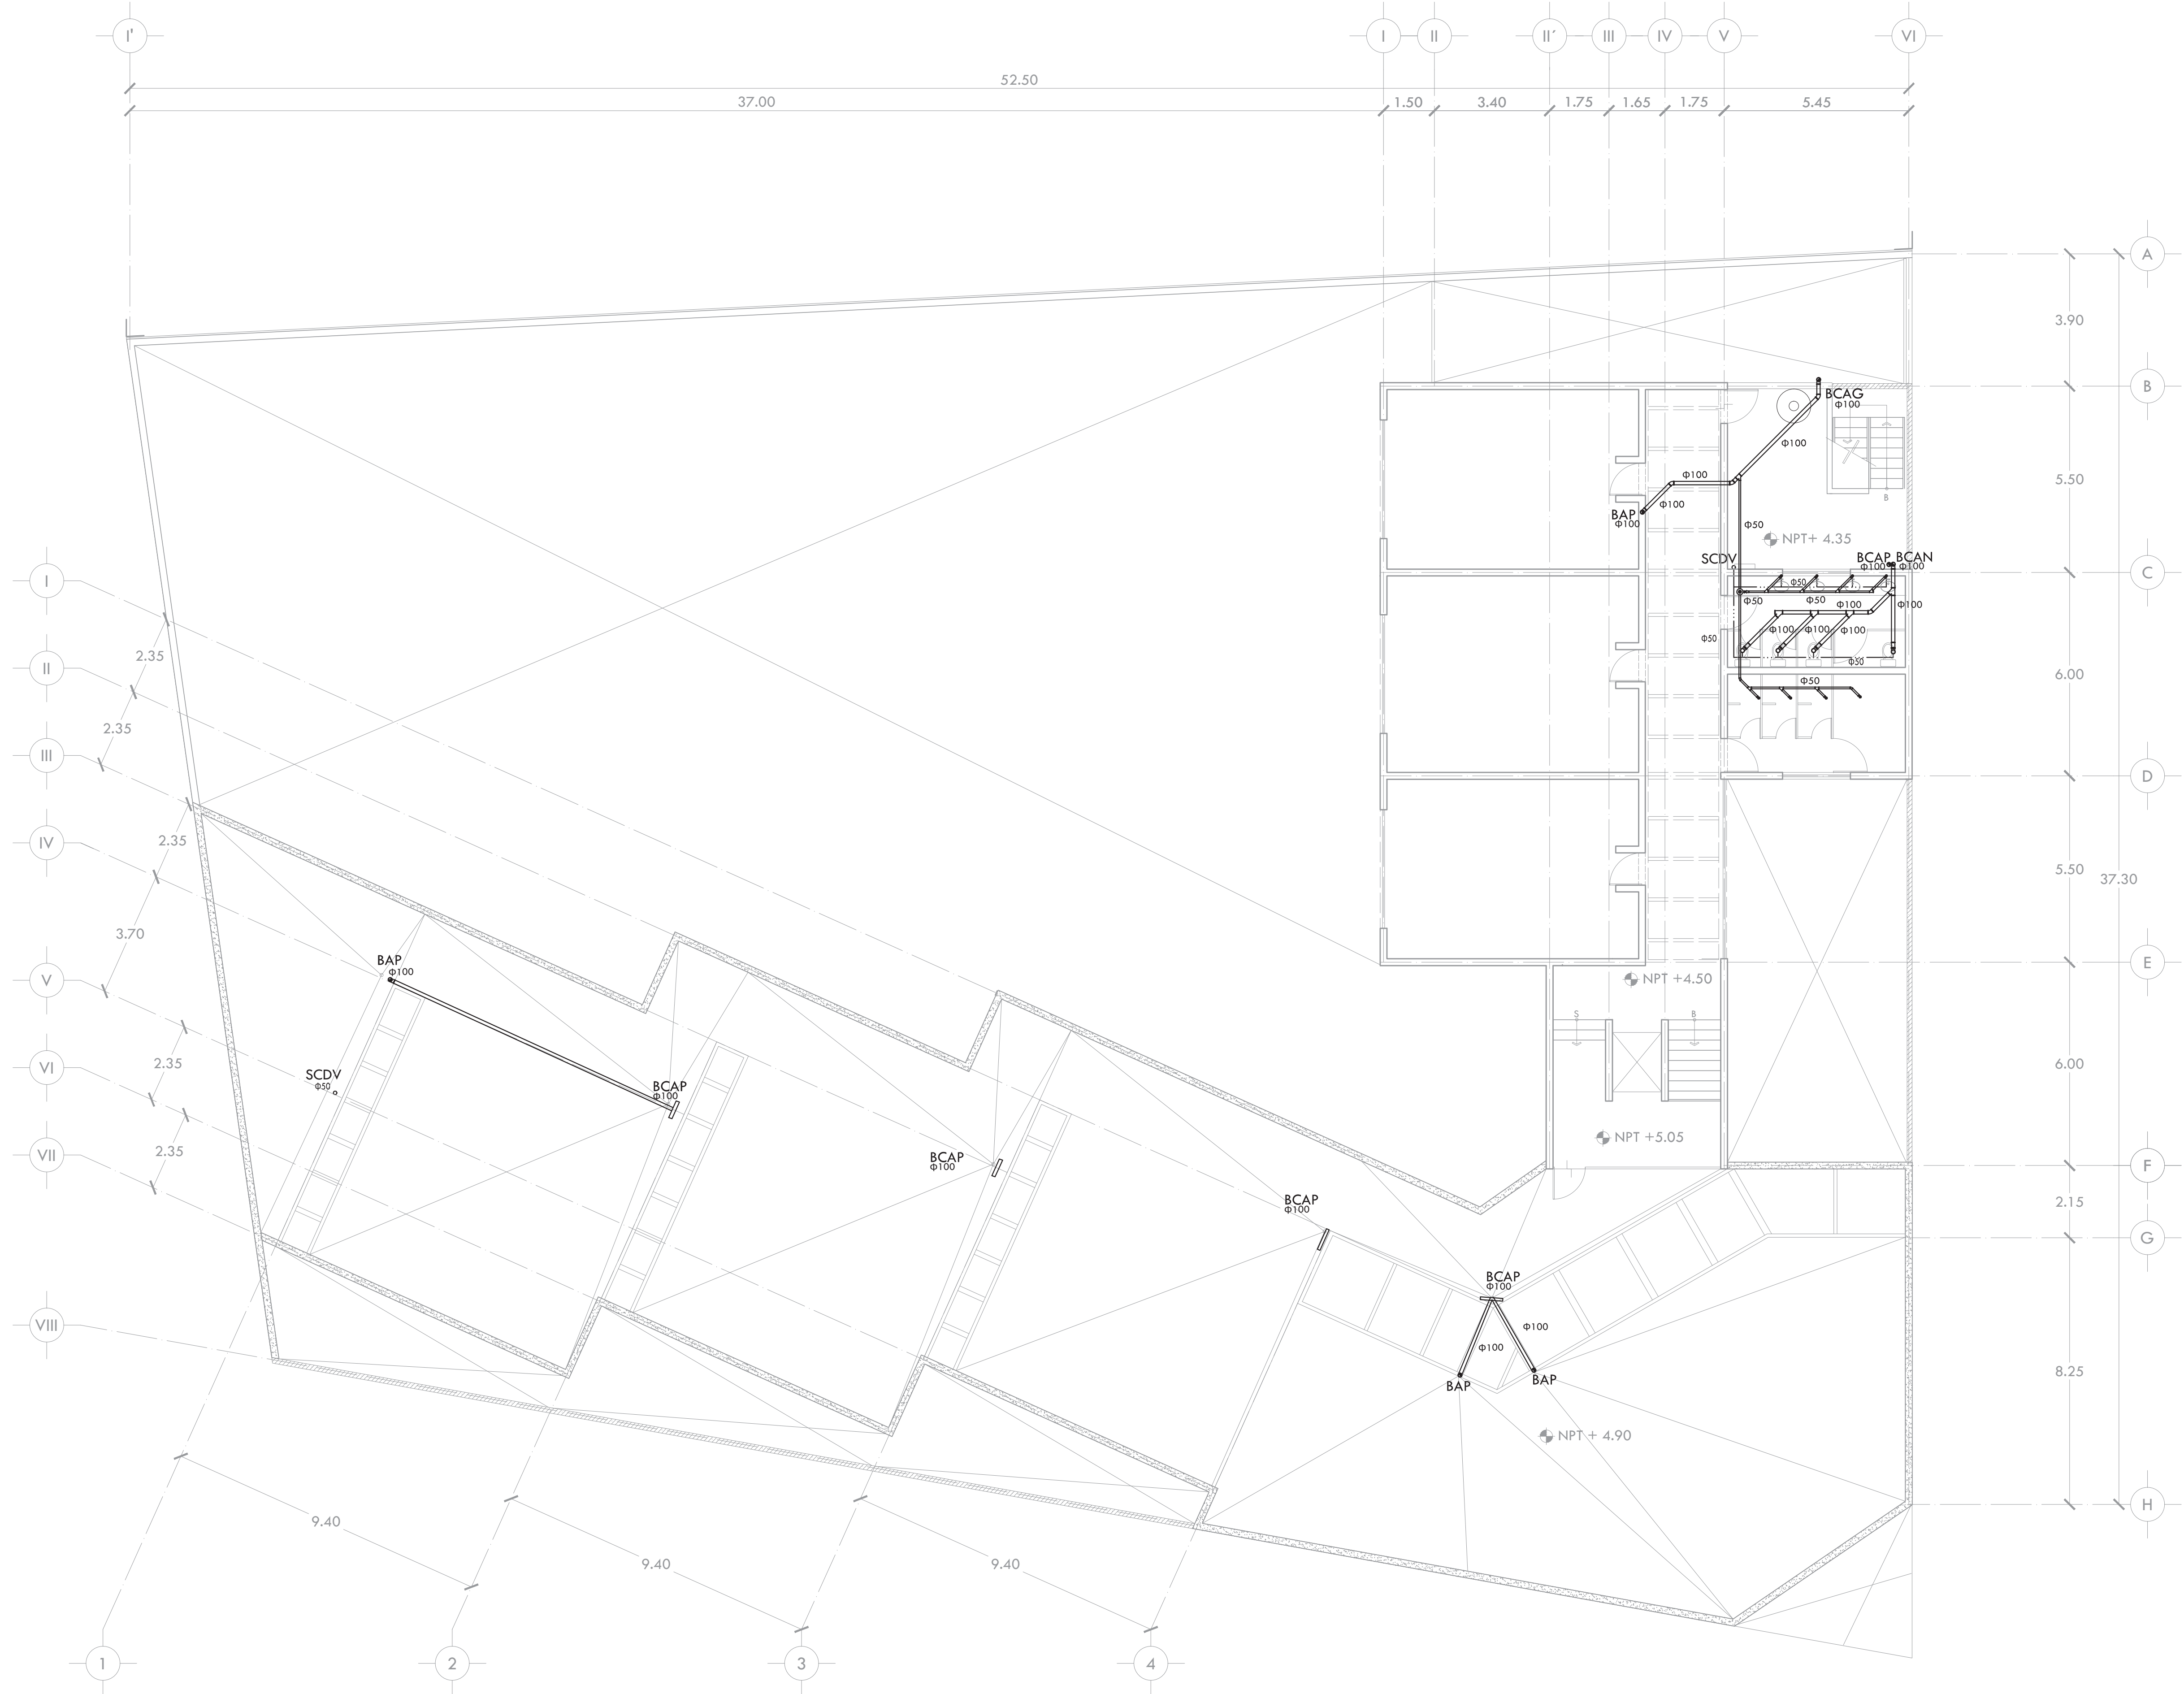 I'
I
II
II´
III
IV
V
VI
52.50
37.00
1.50
3.40
1.75
1.65
1.75
5.45
A
3.90
B
BCAG
Φ100
Φ100
Φ100
Φ100
BAP
Φ100
5.50
B
Φ50
NPT+ 4.35
SCDV
BCAP
BCAN
Φ100
Φ100
C
Φ50
Φ50
Φ50
Φ100
Φ100
Φ100
Φ100
Φ100
Φ50
Φ50
Φ50
6.00
D
5.50
37.30
E
NPT +4.50
S
B
6.00
NPT +5.05
F
2.15
G
8.25
H
I
2.35
II
2.35
III
2.35
IV
3.70
V
2.35
VI
2.35
VII
VIII
BAP
Φ100
SCDV
Φ50
BCAP
Φ100
BCAP
Φ100
BCAP
Φ100
BCAP
Φ100
Φ100
Φ100
BAP
BAP
NPT + 4.90
9.40
9.40
9.40
1
2
3
4